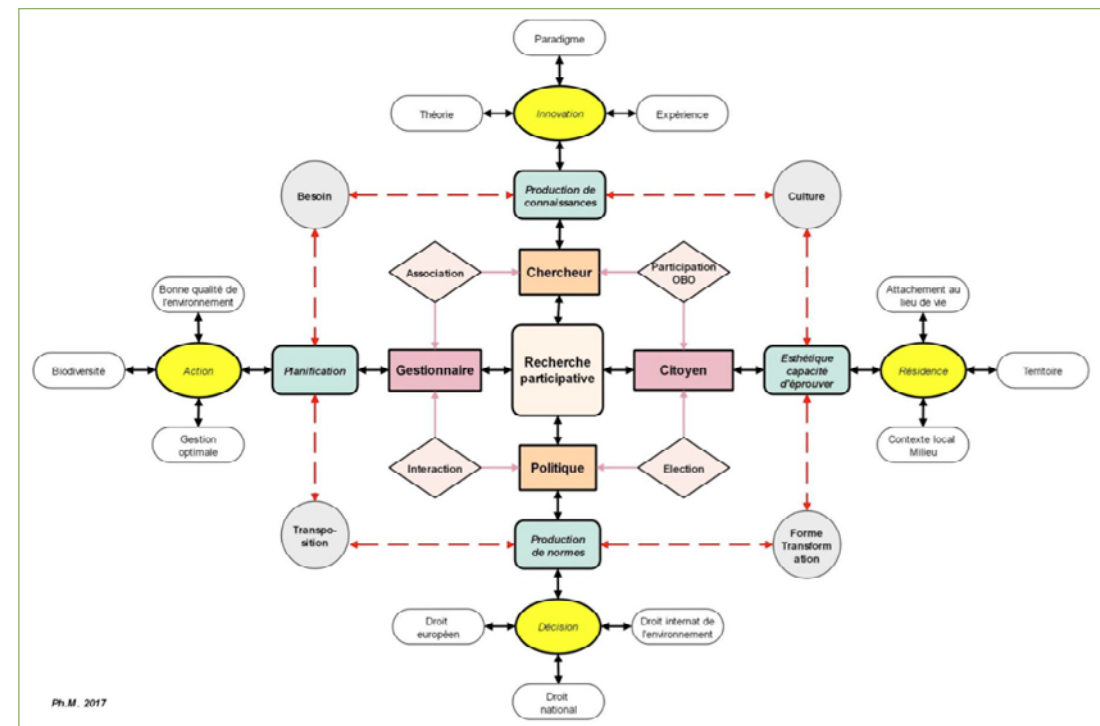 Paradigme
Théorie
Innovation
Expérience
Besoin
Production de
connaissances
Culture
Association
Chercheur
Participation
OBO
Bonne qualité de
l'environnement
Attachement au
lieu de vie
Biodiversité
Action
Planification
Gestionnaire
Recherche
participative
Citoyen
Esthétique
capacite
d'éprouver
Résidence
Territoire
Gestion
optimale
Contexte local
Milieu
Interaction
Politique
Election
Transpo-
sition
Production
de normes
Forme
Transform
ation
Droit
européen
Décision
Droit internat de
l'environnement
Droit
national
Ph.M. 2017